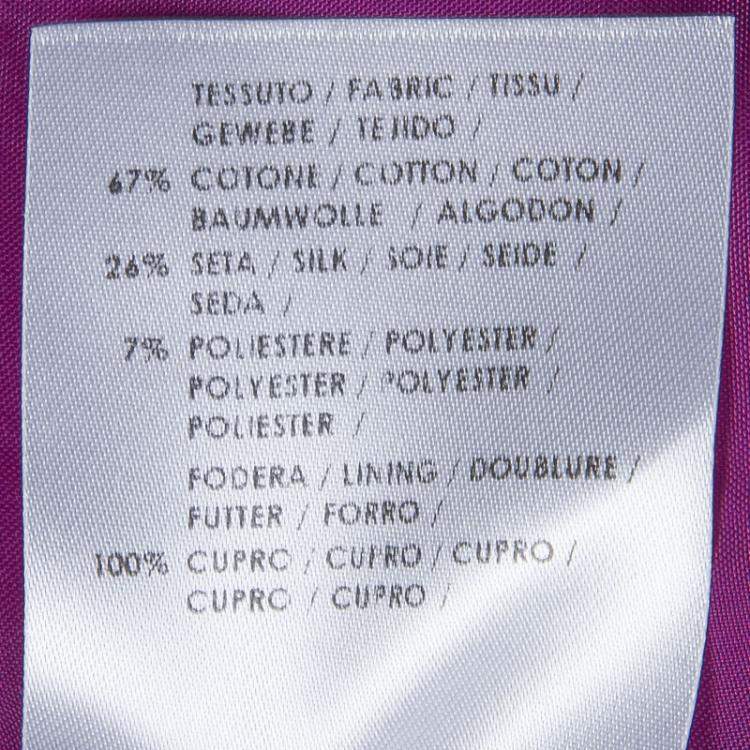 TESSUTO / FABRIC / TISSU /
GEWEBE / TEJIDO /
67% COTONE / COTTON / COTON /
BAUMWOLLE / ALGODON /
26% SETA / SILK / SOIE / SEIDE /
SEDA /
7% POLIESTERE / POLYESTER /
POLYESTER / POLYESTER /
POLIESTER /
FODERA / LINING / DOUBLURE /
FUTTER / FORRO /
100% CUPRO / CUPRO / CUPRO /
CUPRO / CUPRO /